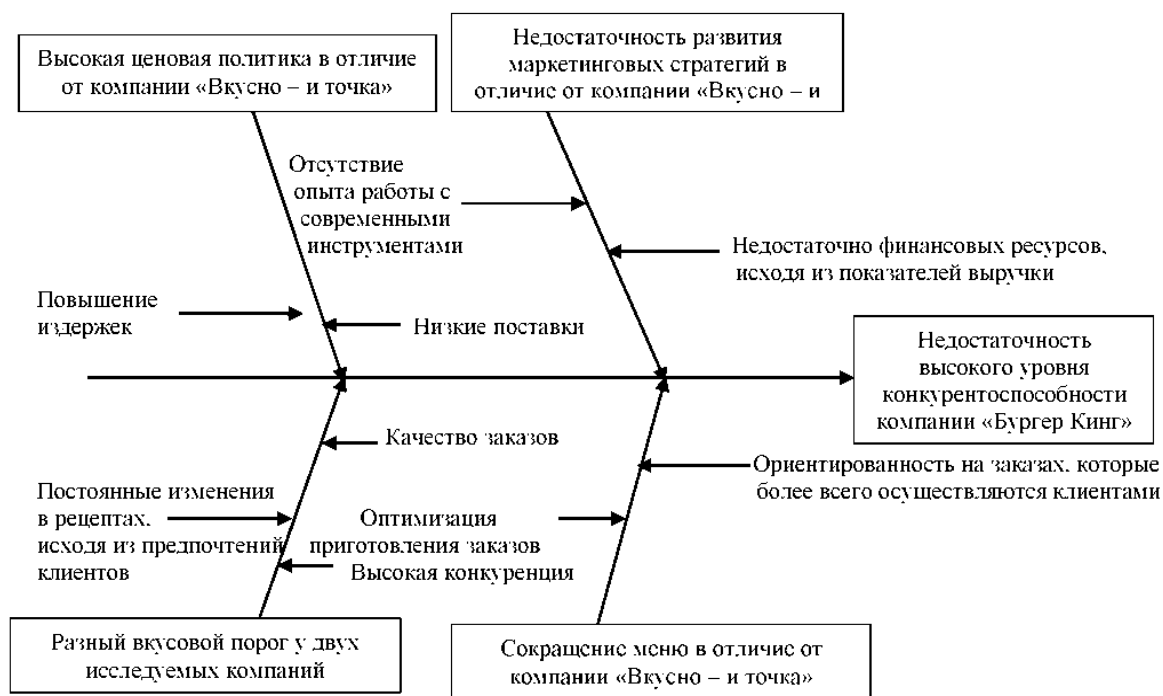 Высокая ценовая политика в отличие
от компании «Вкусно – и точка»
Недостаточность развития
маркетинговых стратегий в
отличие от компании «Вкусно – и
Отсутствие
опыта работы с
современными
инструментами
Недостаточно финансовых ресурсов,
исходя из показателей выручки
Повышение
издержек
Низкие поставки
Недостаточность
высокого уровня
конкурентоспособности
компании «Бургер Кинг»
Качество заказов
Ориентированность на заказах, которые
более всего осуществляются клиентами
Постоянные изменения
в рецептах,
исходя из предпочтений
клиентов
Оптимизация
приготовления заказов
Высокая конкуренция
Разный вкусовой порог у двух
исследуемых компаний
Сокращение меню в отличие от
компании «Вкусно – и точка»